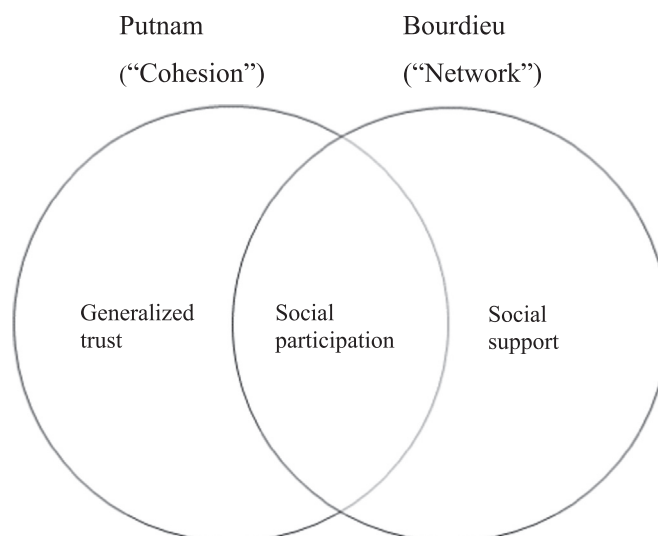 Putnam
(“Cohesion”)
Bourdieu
(“Network”)
Generalized
trust
Social
participation
Social
support